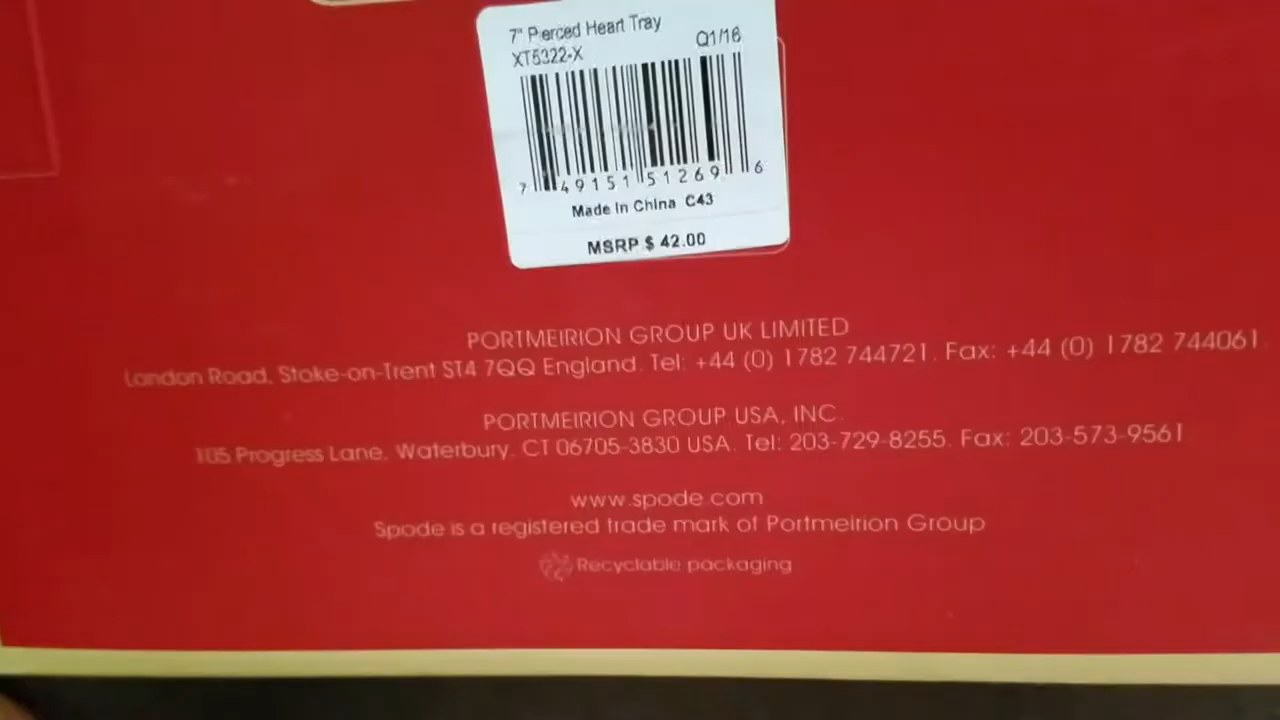 7" Pierced Heart Tray
XT5322-X Q1/16
7 49151 51269 6
Made In China C43
MSRP $ 42.00
PORTMEIRION GROUP UK LIMITED
London Road, Stoke-on-Trent ST4 7QQ England. Tel: +44 (0) 1782 744721. Fax: +44 (0) 1782 744061.
PORTMEIRION GROUP USA, INC.
105 Progress Lane, Waterbury. CT 06705-3830 USA. Tel: 203-729-8255. Fax: 203-573-9561
www.spode.com
Spode is a registered trade mark of Portmeirion Group
Recyclable packaging